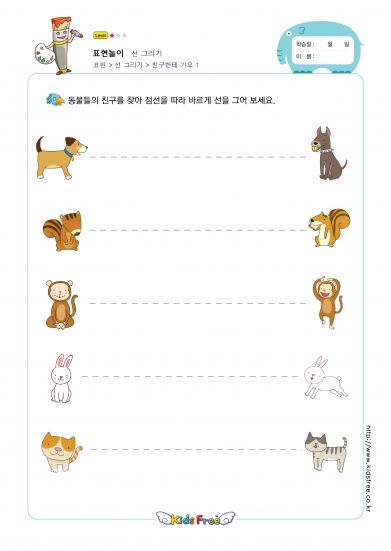 Level
표현놀이 선 그리기
표현 > 선 그리기 > 친구한테 가요 1
학습일 : 월 일
이 름 :
동물들의 친구를 찾아 점선을 따라 바르게 선을 그어 보세요.
http://www.kidsfree.co.kr
Kids Free